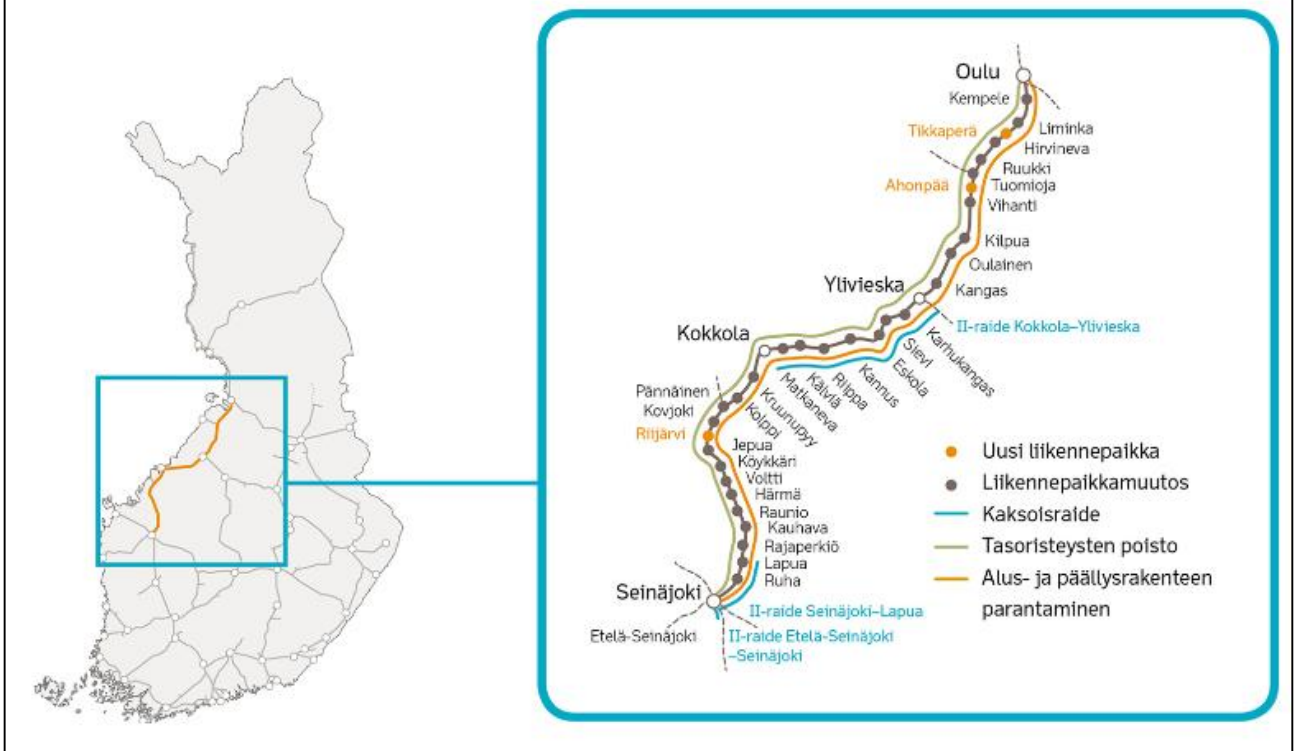 Oulu
Kempele
Tikkaperä
Liminka
Hirvineva
Ruukki
Ahonpää
Tuomioja
Vihanti
Kilpua
Oulainen
Ylivieska
Kangas
II-raide Kokkola–Ylivieska
Karhukangas
Sievi
Eskola
Kannus
Riippa
Kälviä
Matkaneva
Kokkola
Kruunupyy
Kolppi
Pännäinen
Kovjoki
Riijärvi
Jepua
Köykkäri
Voltti
Härmä
Raunio
Kauhava
Rajaperkiö
Lapua
Ruha
Seinäjoki
II-raide Seinäjoki–Lapua
Etelä-Seinäjoki
II-raide Etelä-Seinäjoki
–Seinäjoki
Uusi liikennepaikka
Liikennepaikkamuutos
Kaksoisraide
Tasoristeysten poisto
Alus- ja päällysrakenteen
parantaminen